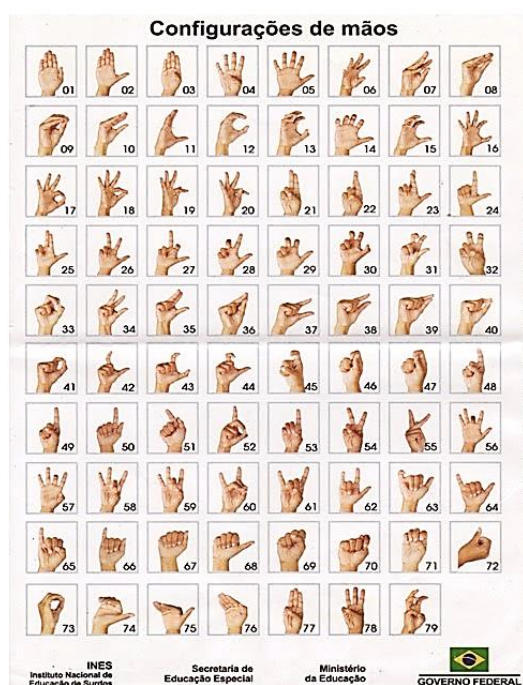 Configurações de mãos
01 02 03 04 05 06 07 08
09 10 11 12 13 14 15 16
17 18 19 20 21 22 23 24
25 26 27 28 29 30 31 32
33 34 35 36 37 38 39 40
41 42 43 44 45 46 47 48
49 50 51 52 53 54 55 56
57 58 59 60 61 62 63 64
65 66 67 68 69 70 71 72
73 74 75 76 77 78 79
INES
Instituto Nacional de
Educação de Surdos
Secretaria de
Educação Especial
Ministério
da Educação
GOVERNO FEDERAL